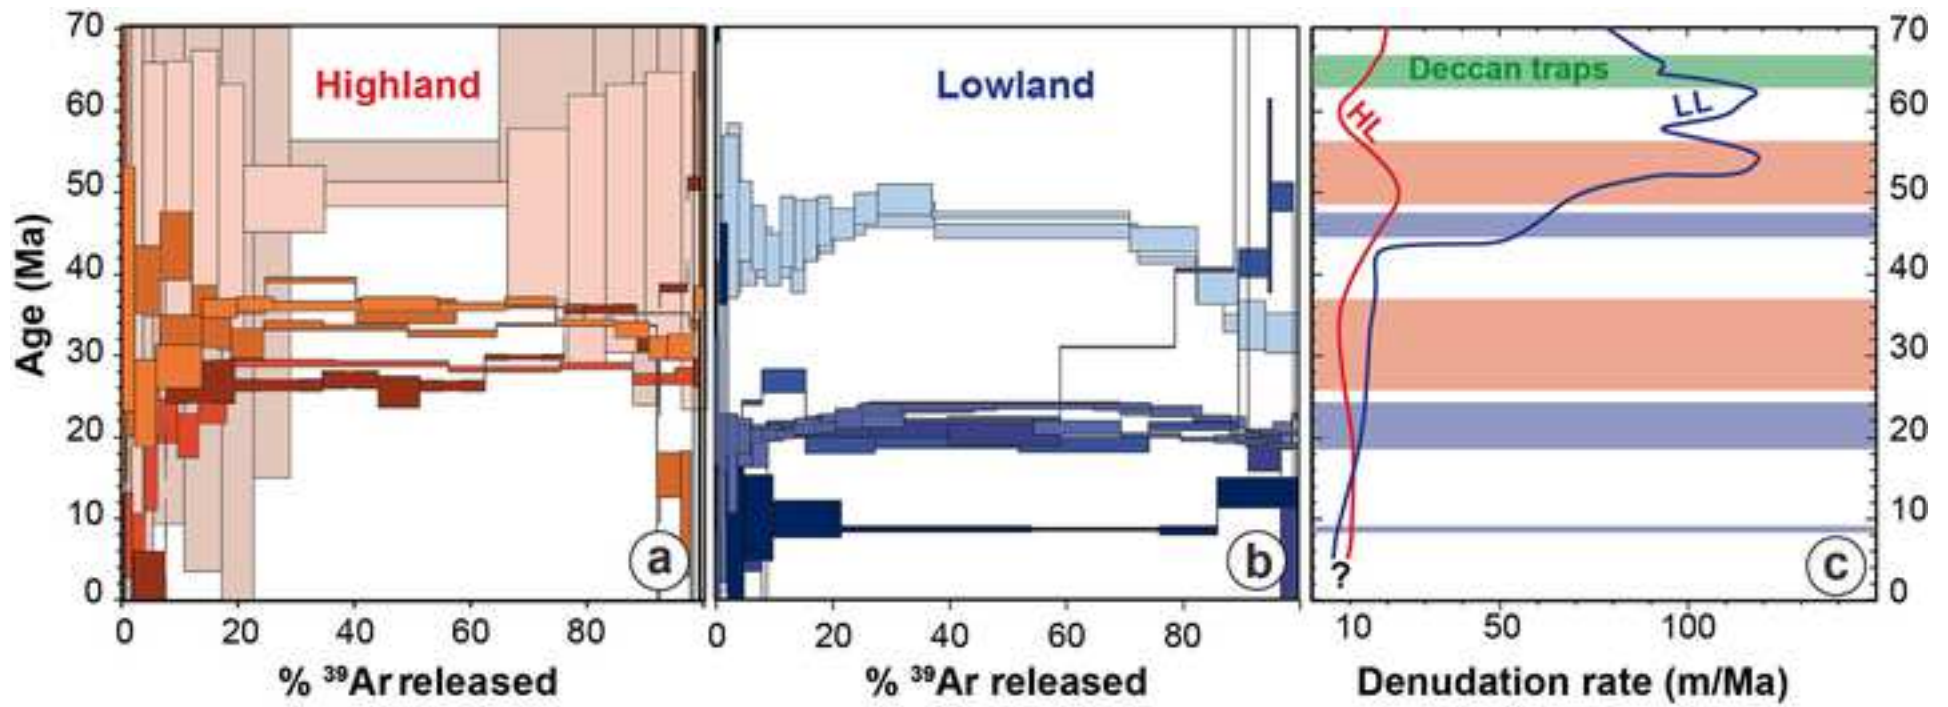 Age (Ma)
70
60
50
40
30
20
10
0
Highland
a
0 20 40 60 80
% ³⁹Ar released
Lowland
b
0 20 40 60 80
% ³⁹Ar released
Deccan traps
HL
LL
?
c
70
60
50
40
30
20
10
0
10 50 100
Denudation rate (m/Ma)